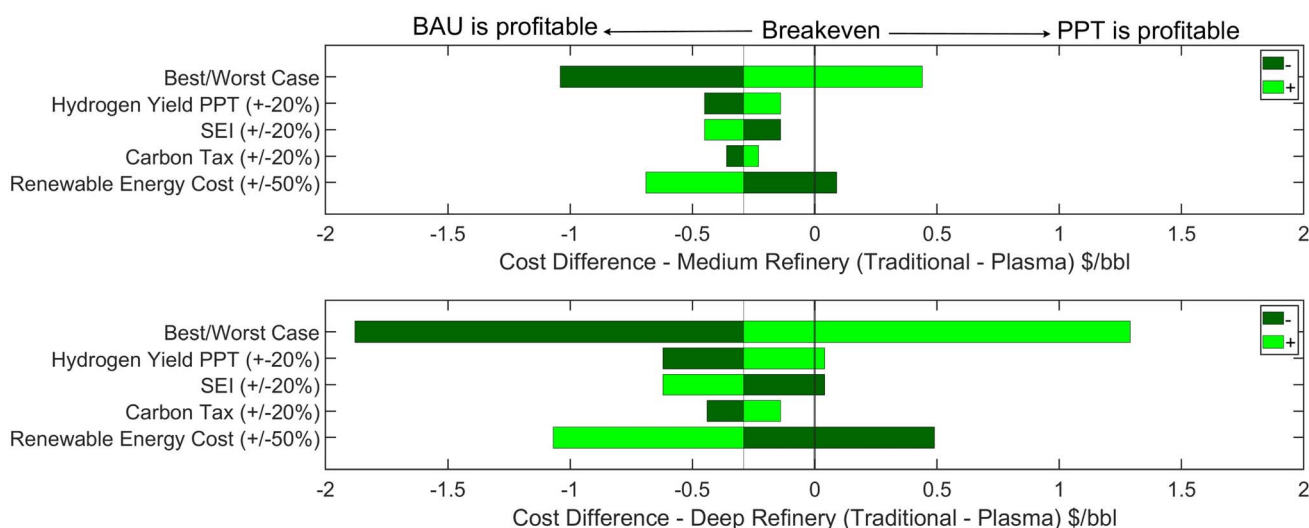 BAU is profitable Breakeven PPT is profitable
Best/Worst Case
Hydrogen Yield PPT (+-20%)
SEI (+/-20%)
Carbon Tax (+/-20%)
Renewable Energy Cost (+/-50%)
-
+
-2 -1.5 -1 -0.5 0 0.5 1 1.5 2
Cost Difference - Medium Refinery (Traditional - Plasma) $/bbl
Best/Worst Case
Hydrogen Yield PPT (+-20%)
SEI (+/-20%)
Carbon Tax (+/-20%)
Renewable Energy Cost (+/-50%)
-
+
-2 -1.5 -1 -0.5 0 0.5 1 1.5 2
Cost Difference - Deep Refinery (Traditional - Plasma) $/bbl